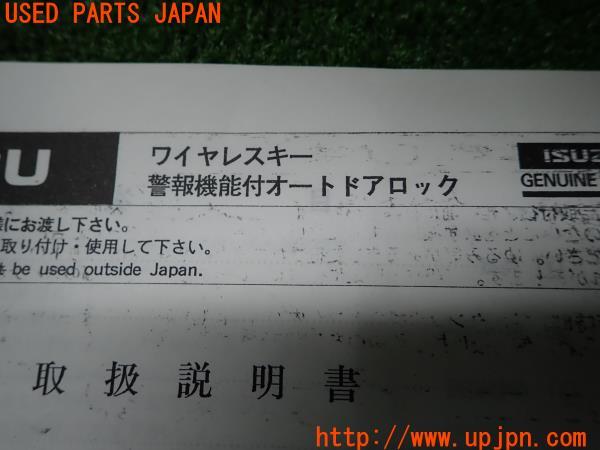 USED PARTS JAPAN
ZU
ワイヤレスキー
警報機能付オートドアロック
ISUZ
GENUINE
にお渡し下さい。
取り付け・使用して下さい。
be used outside Japan.
取扱説明書
http://www.upjpn.com